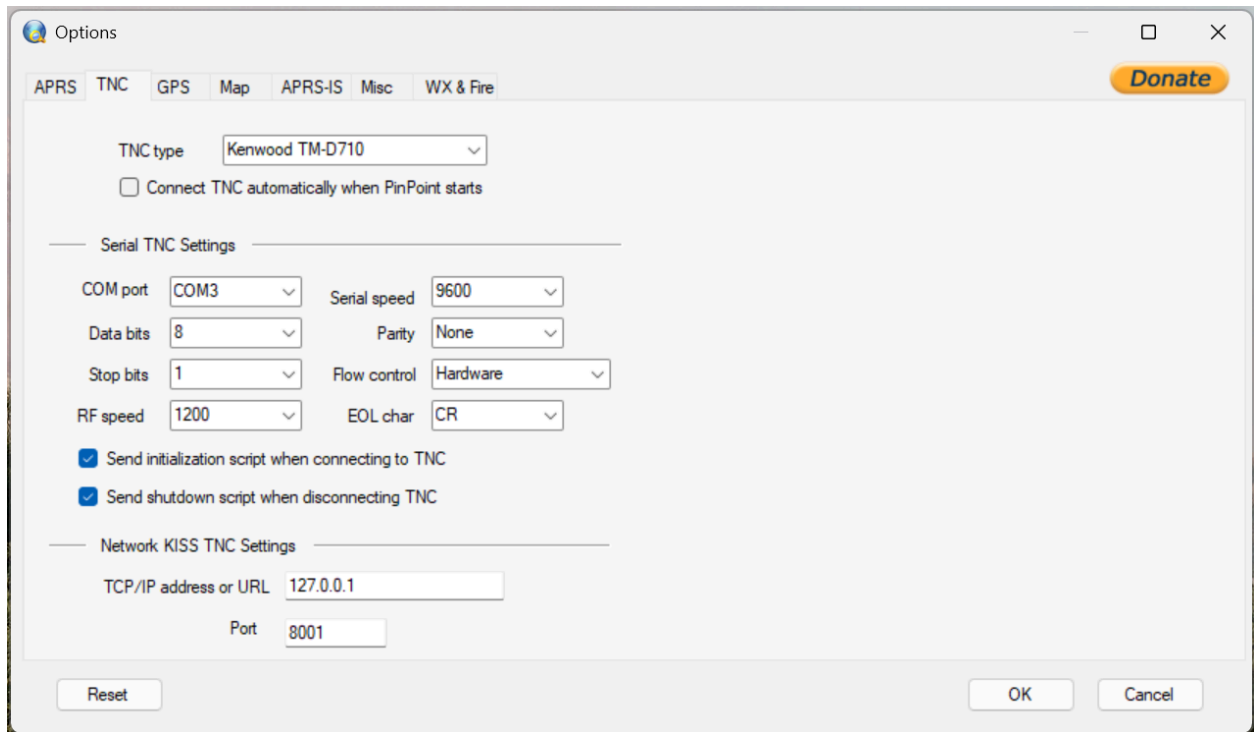 Options
Donate
APRS TNC GPS Map APRS-IS Misc WX & Fire
TNC type Kenwood TM-D710
Connect TNC automatically when PinPoint starts
Serial TNC Settings
COM port COM3 Serial speed 9600
Data bits 8 Parity None
Stop bits 1 Flow control Hardware
RF speed 1200 EOL char CR
Send initialization script when connecting to TNC
Send shutdown script when disconnecting TNC
Network KISS TNC Settings
TCP/IP address or URL 127.0.0.1
Port 8001
Reset OK Cancel